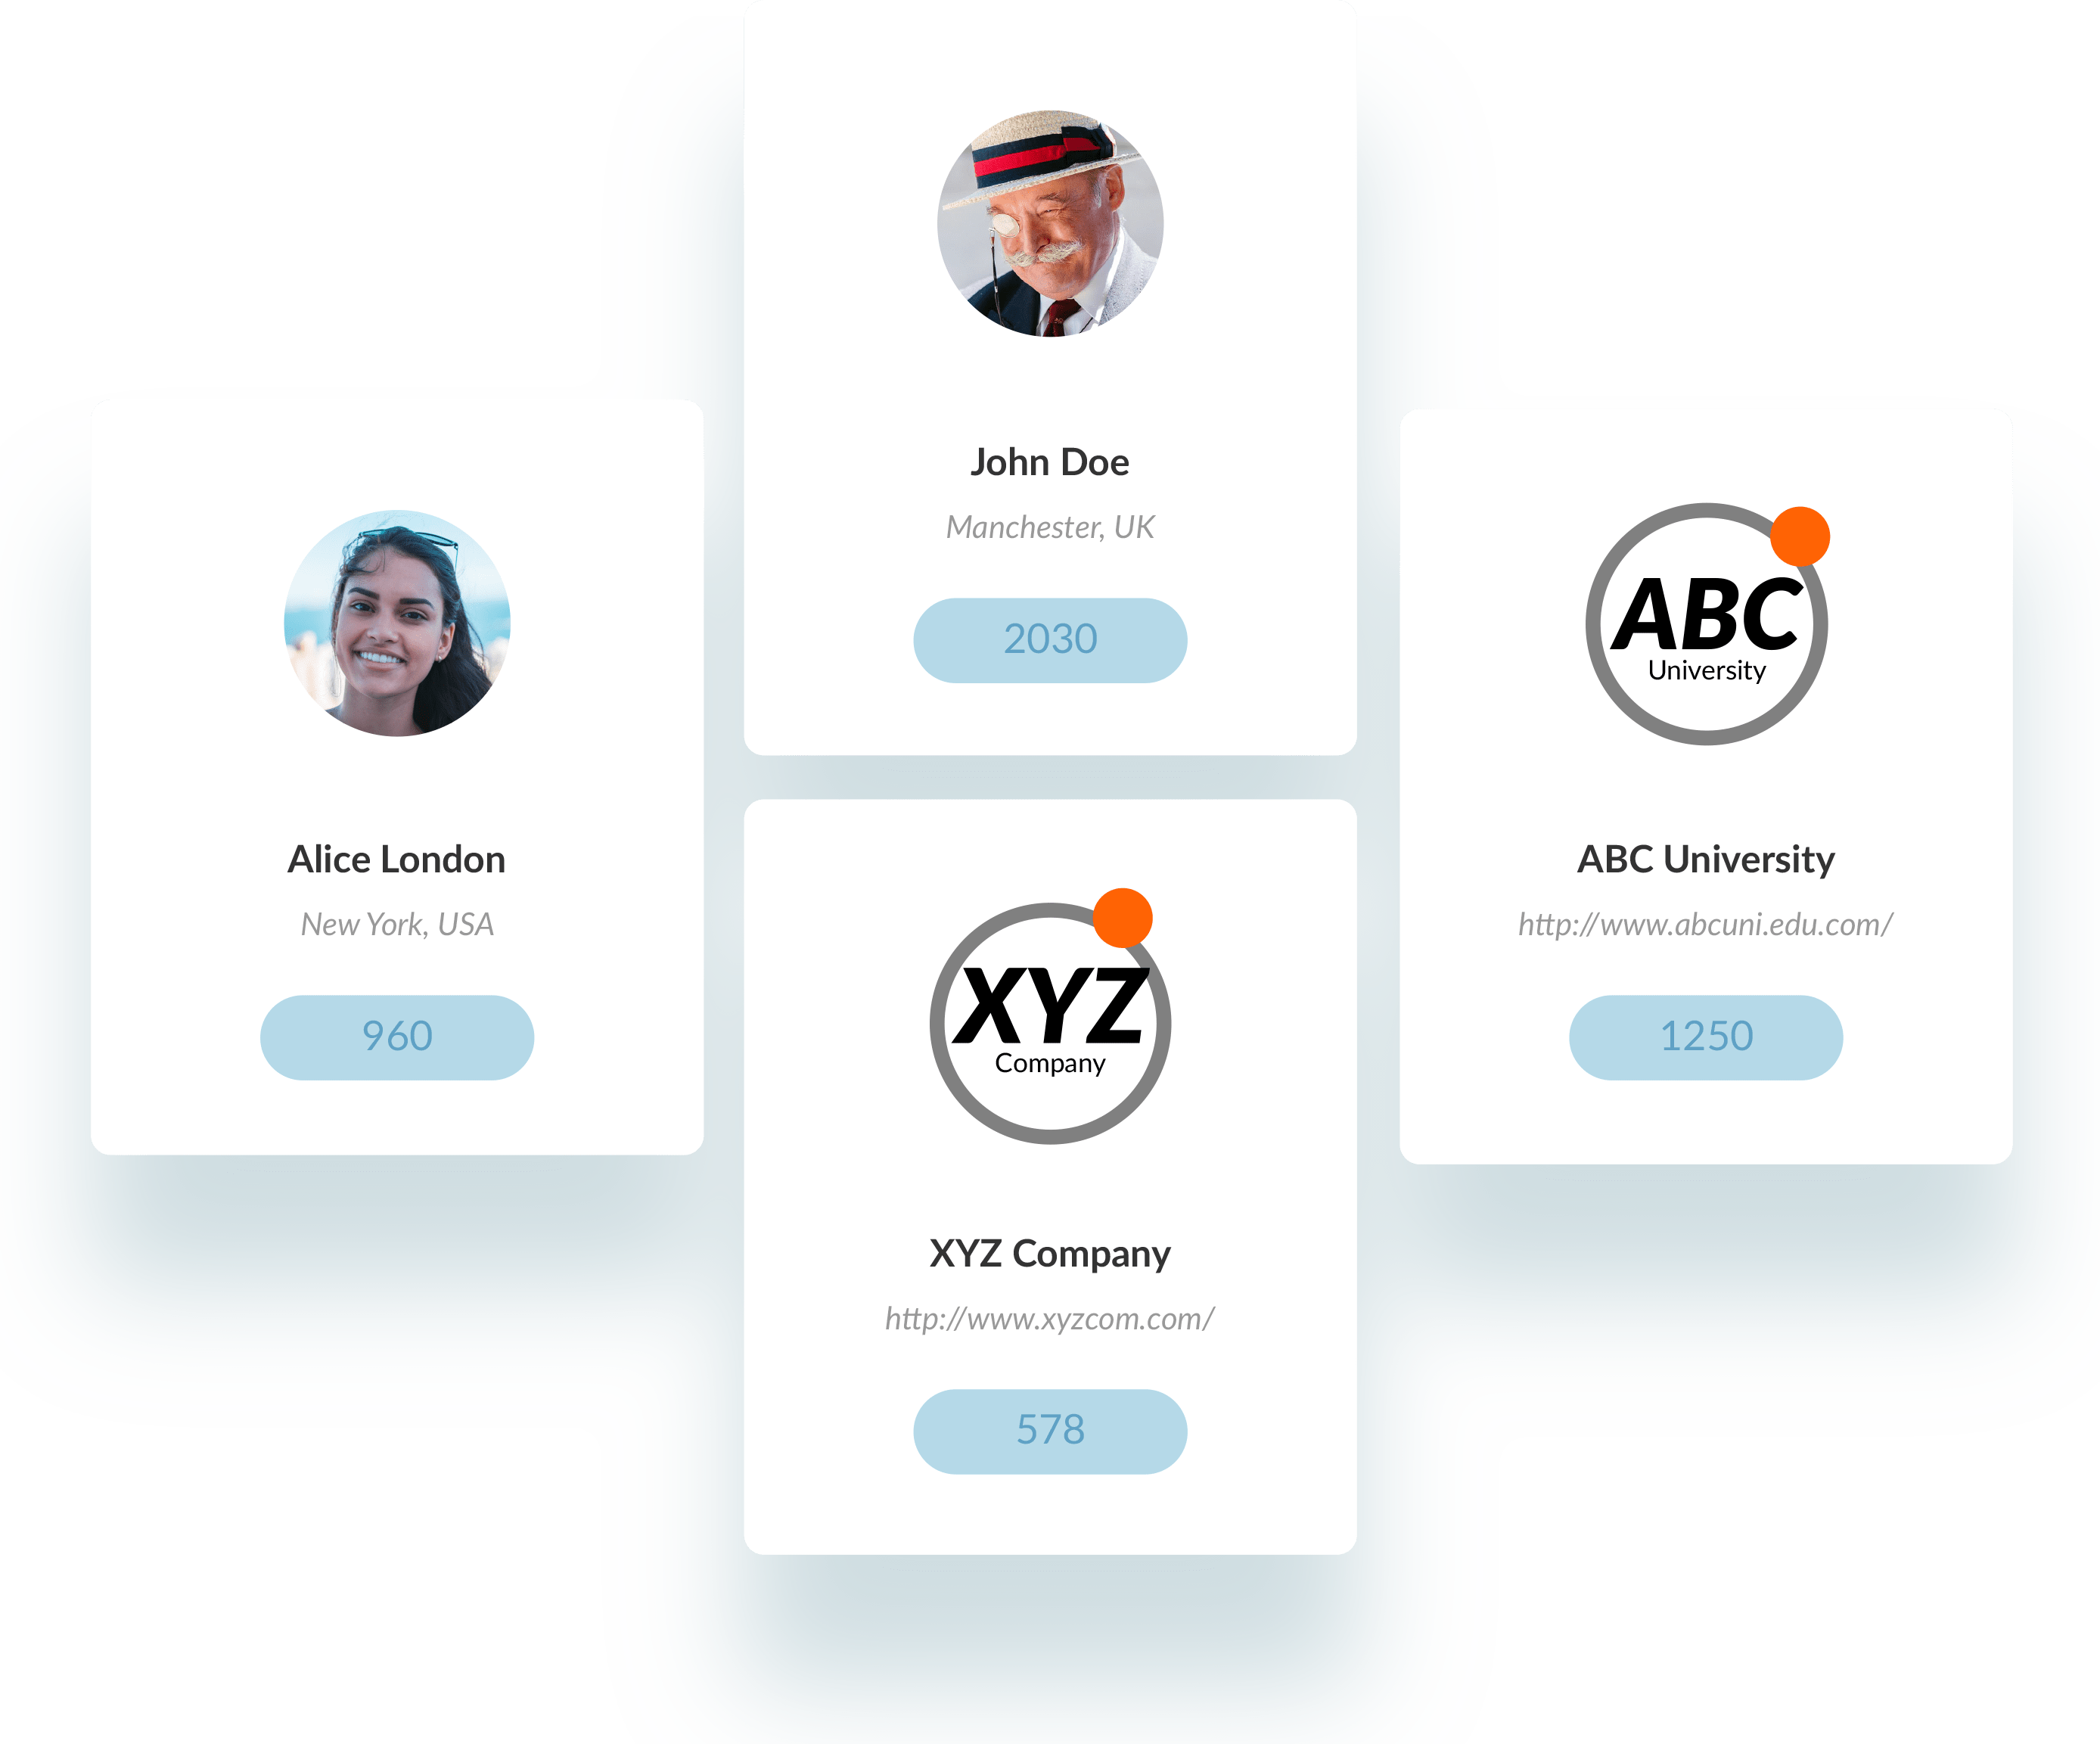 John Doe
Manchester, UK
2030
Alice London
New York, USA
960
ABC
University
ABC University
http://www.abcuni.edu.com/
1250
XYZ
Company
XYZ Company
http://www.xyzcom.com/
578